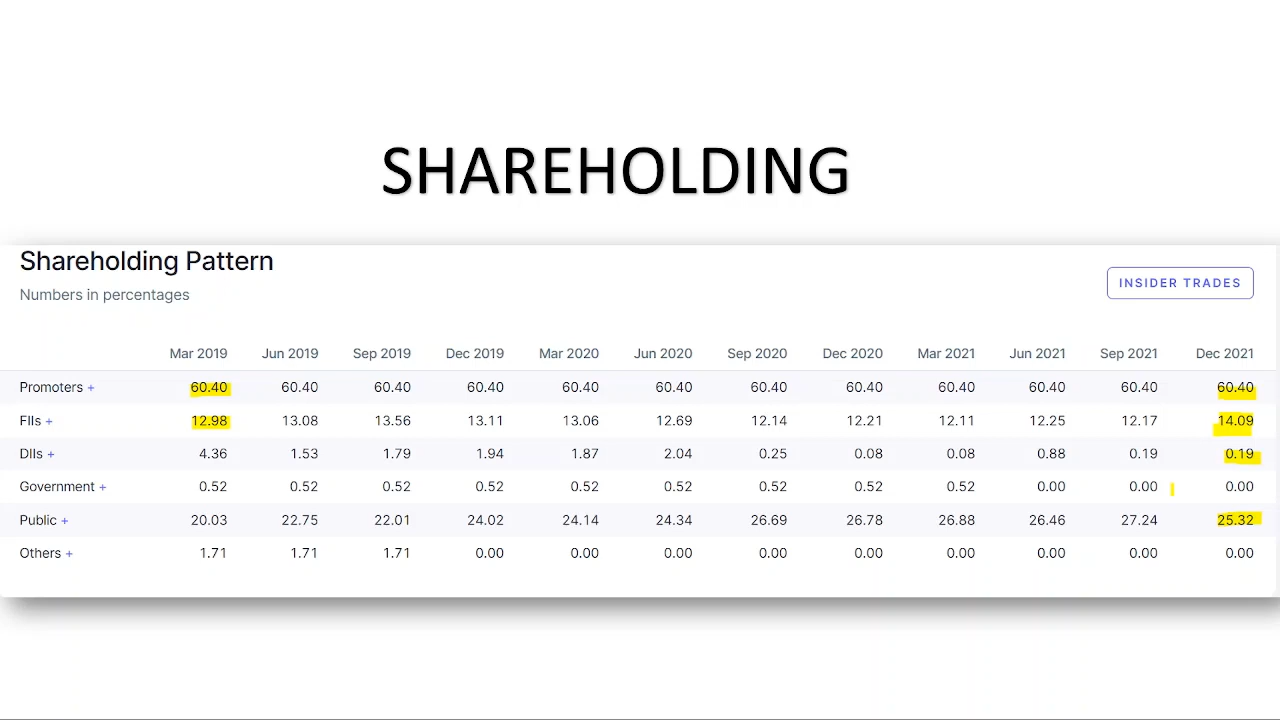 SHAREHOLDING
Shareholding Pattern
Numbers in percentages
INSIDER TRADES
Mar 2019 Jun 2019 Sep 2019 Dec 2019 Mar 2020 Jun 2020 Sep 2020 Dec 2020 Mar 2021 Jun 2021 Sep 2021 Dec 2021
Promoters + 60.40 60.40 60.40 60.40 60.40 60.40 60.40 60.40 60.40 60.40 60.40 60.40
FIIs + 12.98 13.08 13.56 13.11 13.06 12.69 12.14 12.21 12.11 12.25 12.17 14.09
DIIs + 4.36 1.53 1.79 1.94 1.87 2.04 0.25 0.08 0.08 0.88 0.19 0.19
Government + 0.52 0.52 0.52 0.52 0.52 0.52 0.52 0.52 0.52 0.00 0.00 0.00
Public + 20.03 22.75 22.01 24.02 24.14 24.34 26.69 26.78 26.88 26.46 27.24 25.32
Others + 1.71 1.71 1.71 0.00 0.00 0.00 0.00 0.00 0.00 0.00 0.00 0.00